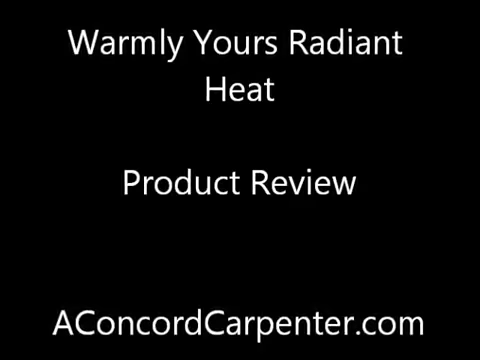 Warmly Yours Radiant
Heat
Product Review
AConcordCarpenter.com